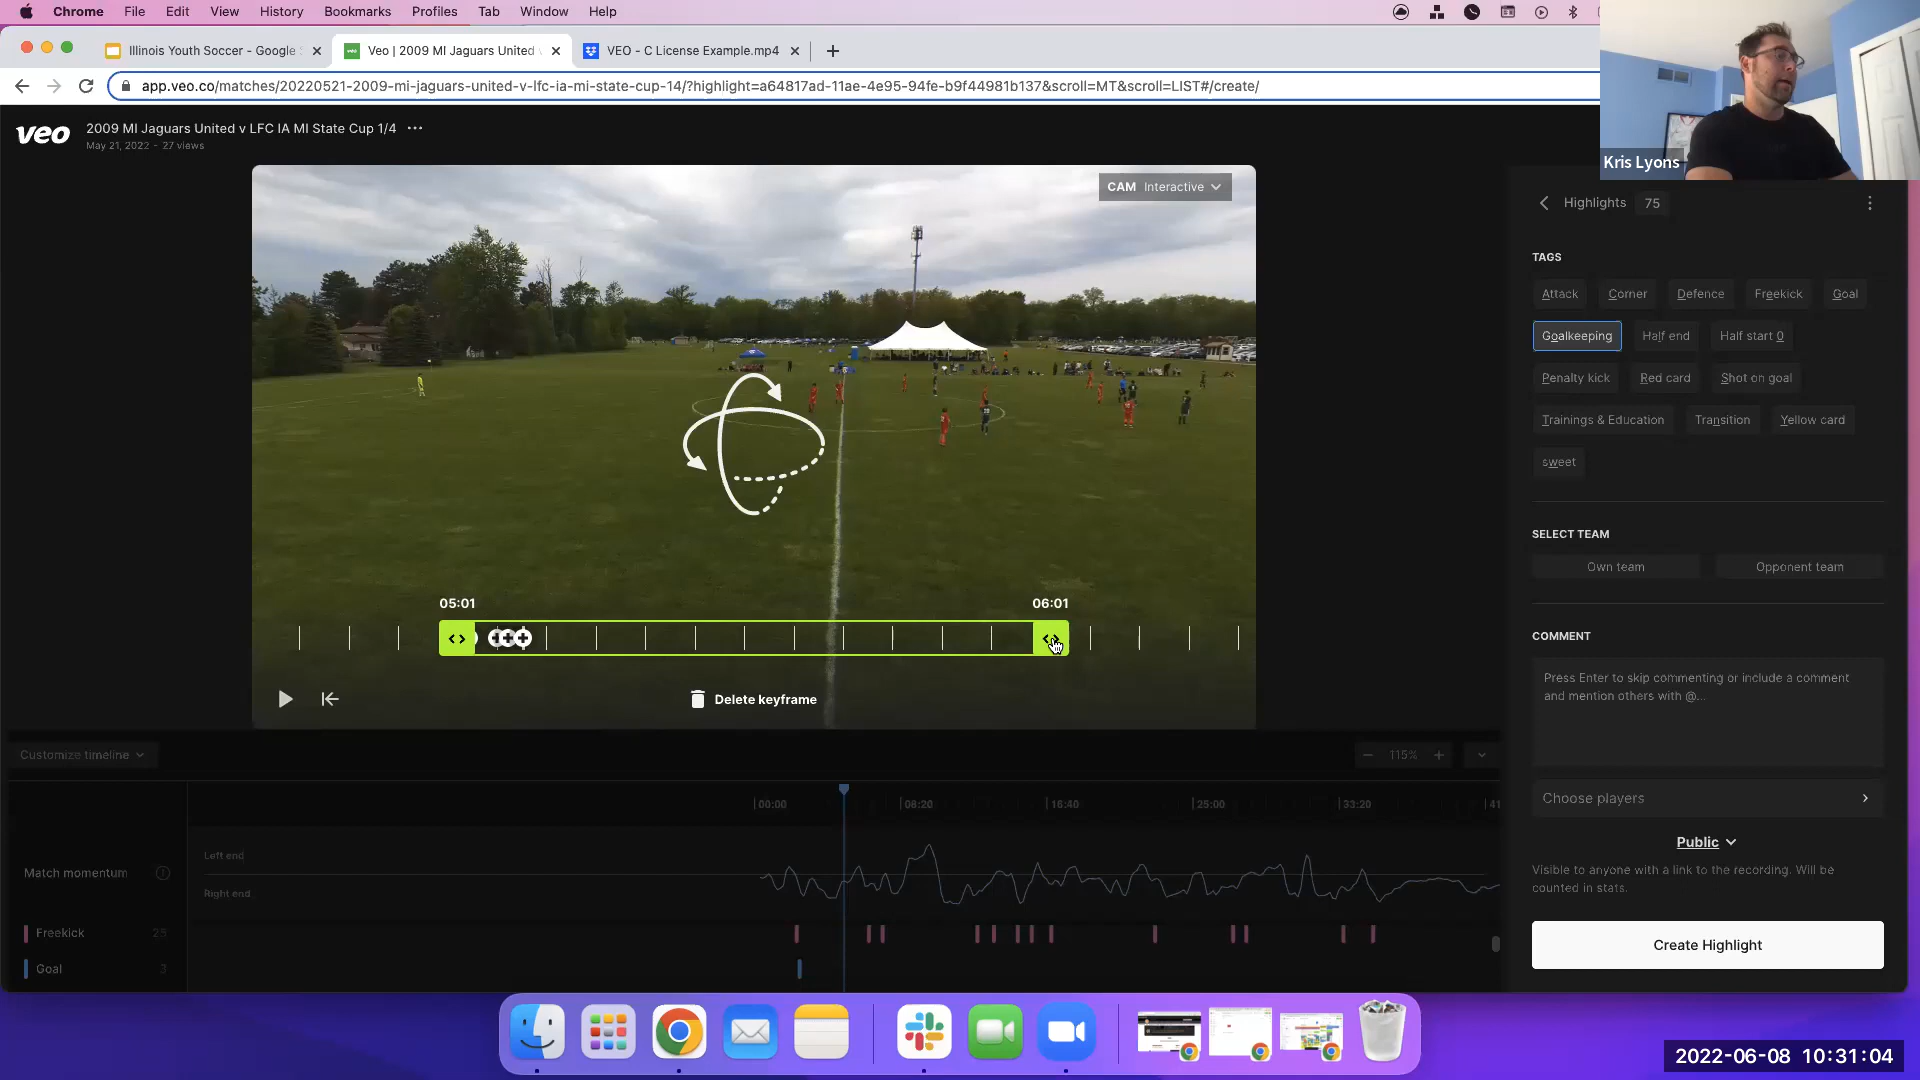 Chrome File Edit View History Bookmarks Profiles Tab Window Help
Illinois Youth Soccer - Google
Veo | 2009 MI Jaguars United
VEO - C License Example.mp4
app.veo.co/matches/20220521-2009-mi-jaguars-united-v-lfc-ia-mi-state-cup-14/?highlight=a64817ad-11ae-4e95-94fe-b9f44981b137&scroll=MT&scroll=LIST#/create/
Kris Lyons
veo
2009 MI Jaguars United v LFC IA MI State Cup 1/4 ···
May 21, 2022 - 27 views
CAM Interactive
Highlights 75
TAGS
Attack Corner Defence Freekick Goal
Goalkeeping Half end Half start 0
Penalty kick Red card Shot on goal
Trainings & Education Transition Yellow card
sweet
SELECT TEAM
Own team Opponent team
COMMENT
Press Enter to skip commenting or include a comment
and mention others with @...
Choose players
Public
Visible to anyone with a link to the recording. Will be
counted in stats.
Create Highlight
05:01 06:01
Delete keyframe
Customize timeline
115%
00:00 08:20 16:40 25:00 33:20 41
Left end
Match momentum
Right end
Freekick 25
Goal 3
2022-06-08 10:31:04